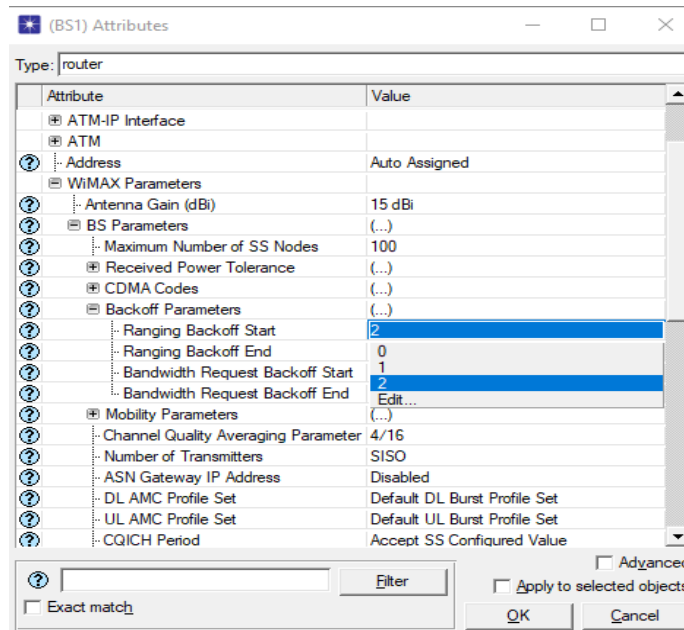 (BS1) Attributes
Type: router
Attribute Value
ATM-IP Interface
ATM
Address Auto Assigned
WiMAX Parameters
Antenna Gain (dBi) 15 dBi
BS Parameters (...)
Maximum Number of SS Nodes 100
Received Power Tolerance (...)
CDMA Codes (...)
Backoff Parameters (...)
Ranging Backoff Start 2
Ranging Backoff End 0
1
Bandwidth Request Backoff Start 2
Bandwidth Request Backoff End Edit...
Mobility Parameters (...)
Channel Quality Averaging Parameter 4/16
Number of Transmitters SISO
ASN Gateway IP Address Disabled
DL AMC Profile Set Default DL Burst Profile Set
UL AMC Profile Set Default UL Burst Profile Set
CQICH Period Accept SS Configured Value
Advanced
Filter Apply to selected objects
Exact match OK Cancel